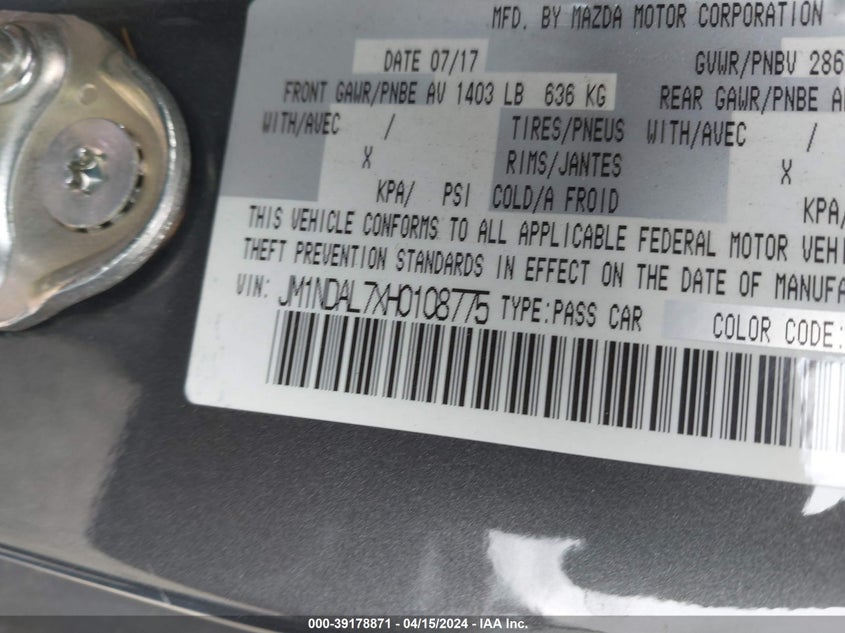 MFD. BY MAZDA MOTOR CORPORATION
DATE 07/17 GVWR/PNBV 286
FRONT GAWR/PNBE AV 1403 LB 636 KG REAR GAWR/PNBE
WITH/AVEC / TIRES/PNEUS WITH/AVEC /
X RIMS/JANTES X
KPA/ PSI COLD/A FROID KPA/
THIS VEHICLE CONFORMS TO ALL APPLICABLE FEDERAL MOTOR
THEFT PREVENTION STANDARDS IN EFFECT ON THE DATE OF
VIN: JM1NDAL7XH0108775 TYPE:PASS CAR COLOR CODE:
000-39178871 - 04/15/2024 - IAA Inc.